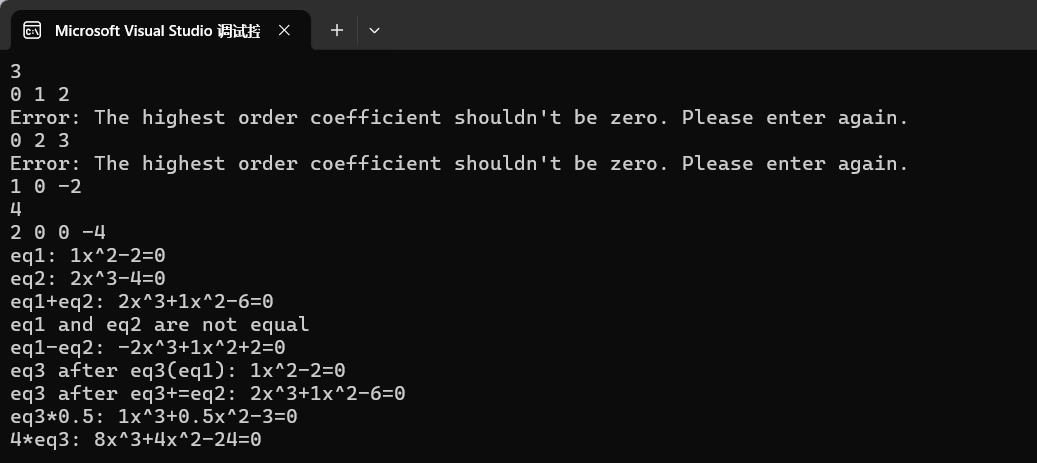 Microsoft Visual Studio 调试控
3
0 1 2
Error: The highest order coefficient shouldn't be zero. Please enter again.
0 2 3
Error: The highest order coefficient shouldn't be zero. Please enter again.
1 0 -2
4
2 0 0 -4
eq1: 1x^2-2=0
eq2: 2x^3-4=0
eq1+eq2: 2x^3+1x^2-6=0
eq1 and eq2 are not equal
eq1-eq2: -2x^3+1x^2+2=0
eq3 after eq3(eq1): 1x^2-2=0
eq3 after eq3+=eq2: 2x^3+1x^2-6=0
eq3*0.5: 1x^3+0.5x^2-3=0
4*eq3: 8x^3+4x^2-24=0